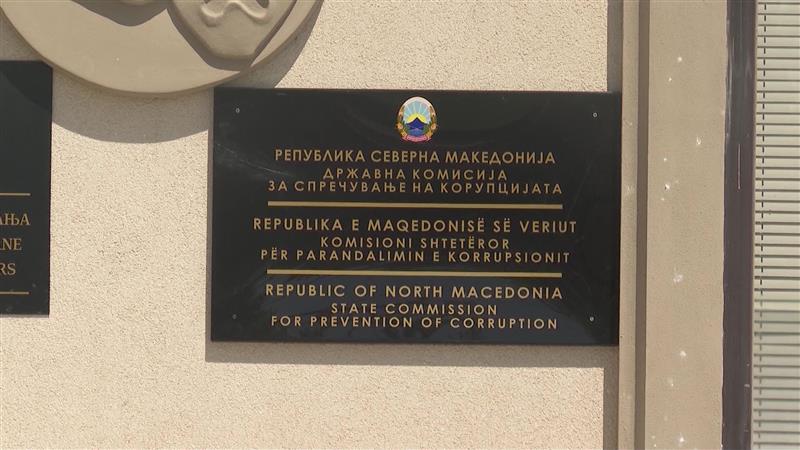 РЕПУБЛИКА СЕВЕРНА МАКЕДОНИЈА
ДРЖАВНА КОМИСИЈА
ЗА СПРЕЧУВАЊЕ НА КОРУПЦИЈАТА
REPUBLIKA E MAQEDONISË SË VERIUT
KOMISIONI SHTETËROR
PËR PARANDALIMIN E KORRUPSIONIT
REPUBLIC OF NORTH MACEDONIA
STATE COMMISSION
FOR PREVENTION OF CORRUPTION